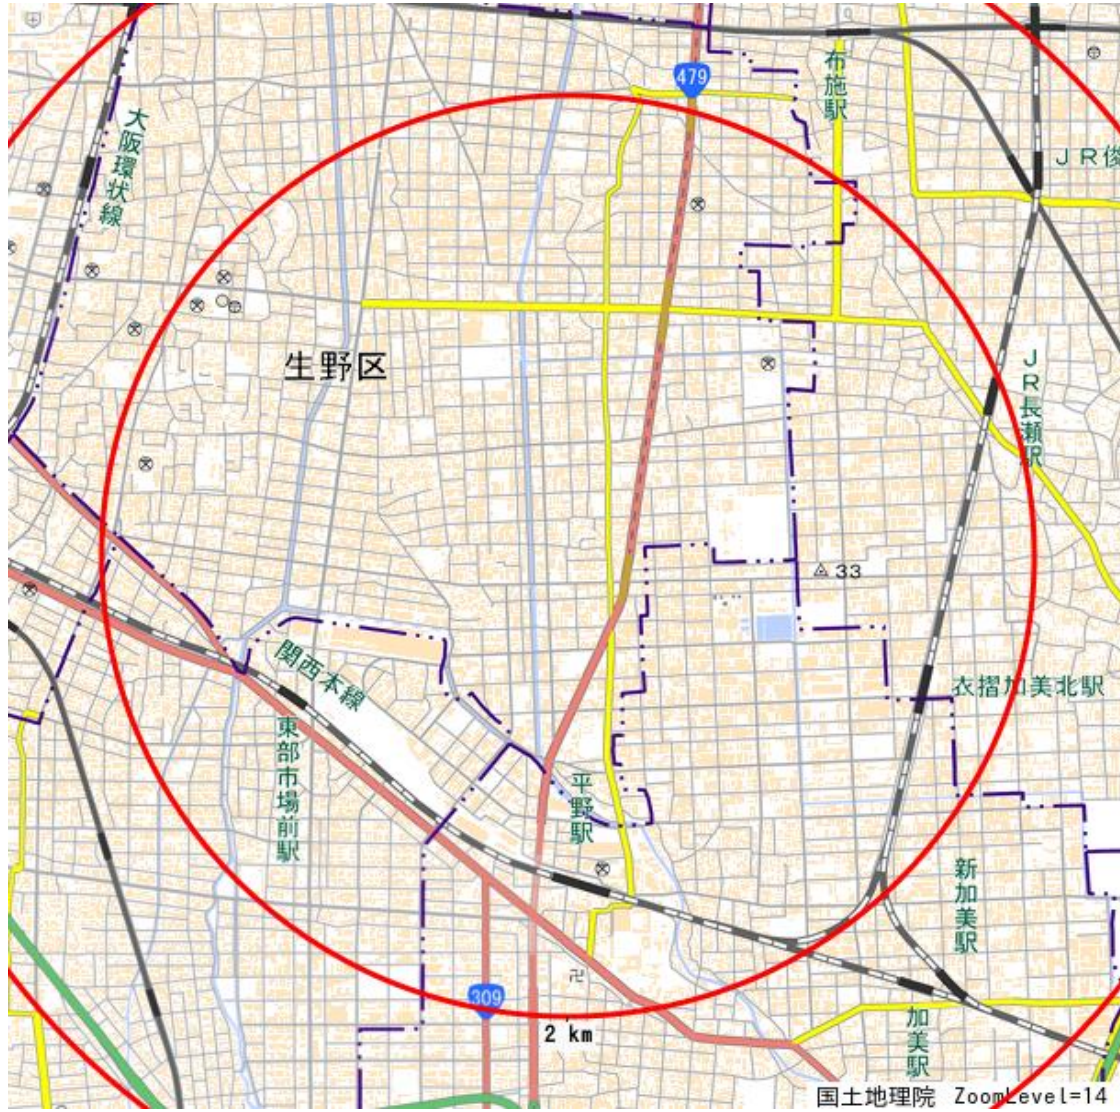 479
布施駅
大阪環状線
JR俊
生野区
JR長瀬駅
33
関西本線
衣摺加美北駅
東部市場前駅
平野駅
新加美駅
309
2 km
加美駅
国土地理院 ZoomLevel=14